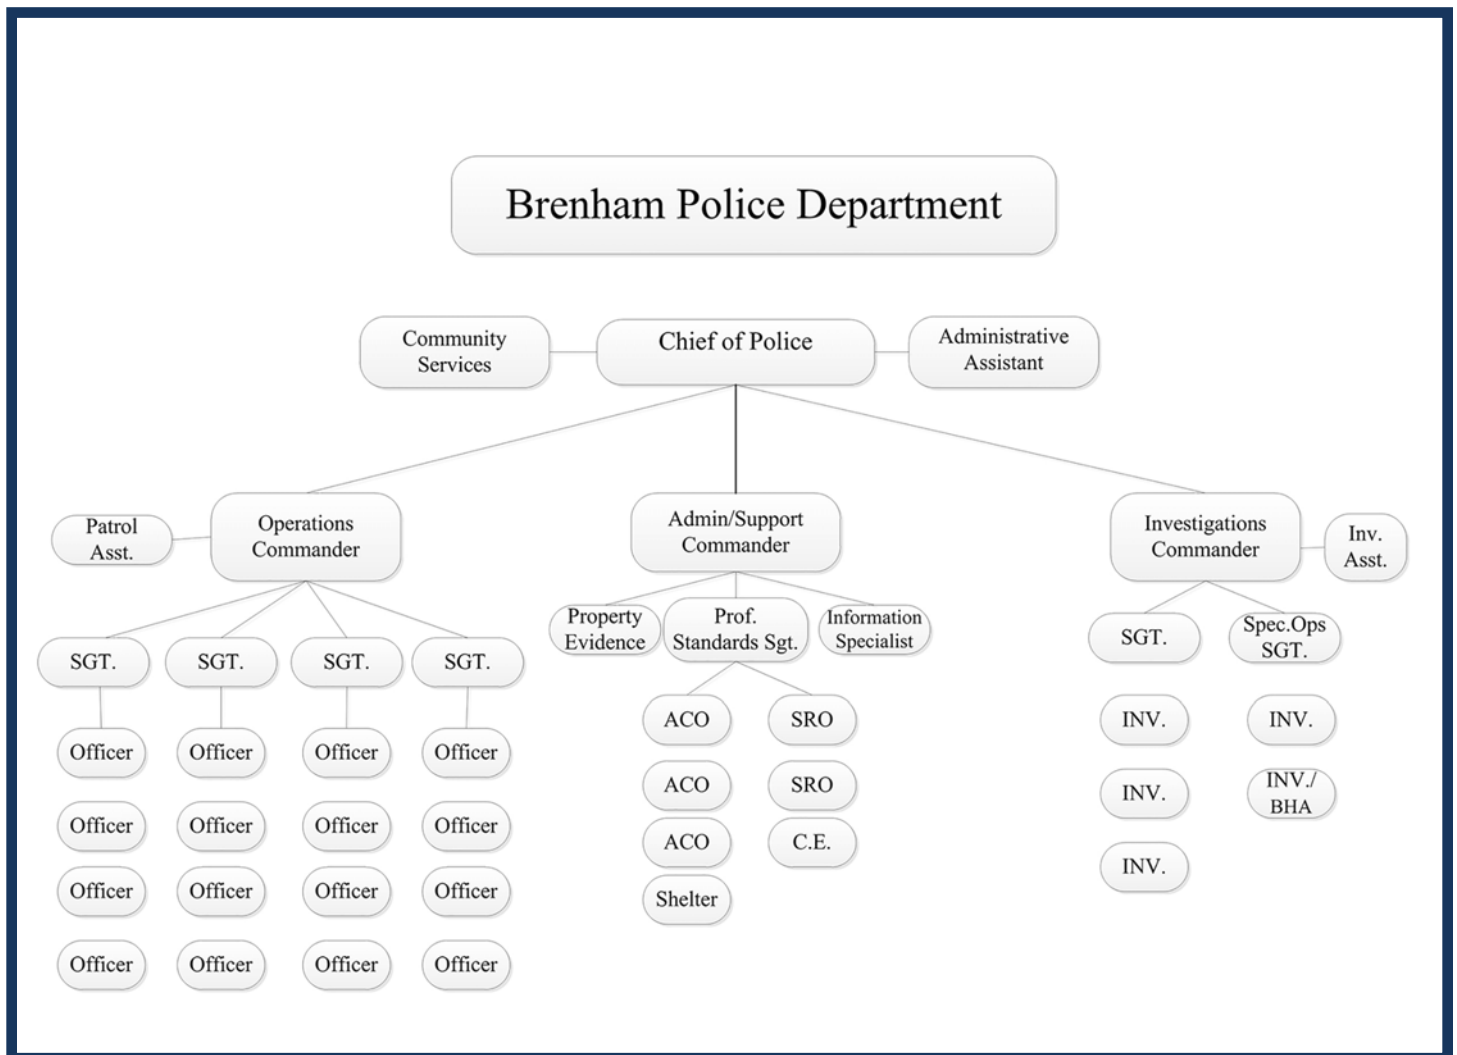 Brenham Police Department
Community
Services
Chief of Police
Administrative
Assistant
Patrol
Asst.
Operations
Commander
Admin/Support
Commander
Investigations
Commander
Inv.
Asst.
SGT.
SGT.
SGT.
SGT.
Property
Evidence
Prof.
Standards Sgt.
Information
Specialist
SGT.
Spec.Ops
SGT.
Officer
Officer
Officer
Officer
ACO
SRO
INV.
INV.
Officer
Officer
Officer
Officer
ACO
SRO
INV.
INV./
BHA
Officer
Officer
Officer
Officer
ACO
C.E.
INV.
Officer
Officer
Officer
Officer
Shelter